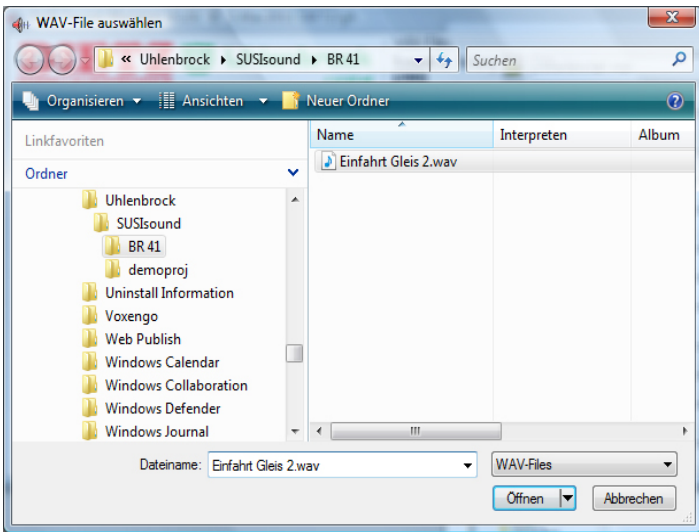 WAV-File auswählen
« Uhlenbrock SUSIsound BR 41 Suchen
Organisieren Ansichten Neuer Ordner
Linkfavoriten
Ordner
Uhlenbrock
SUSIsound
BR 41
demoproj
Uninstall Information
Voxengo
Web Publish
Windows Calendar
Windows Collaboration
Windows Defender
Windows Journal
Name Interpreten Album
Einfahrt Gleis 2.wav
Dateiname: Einfahrt Gleis 2.wav WAV-Files
Öffnen Abbrechen